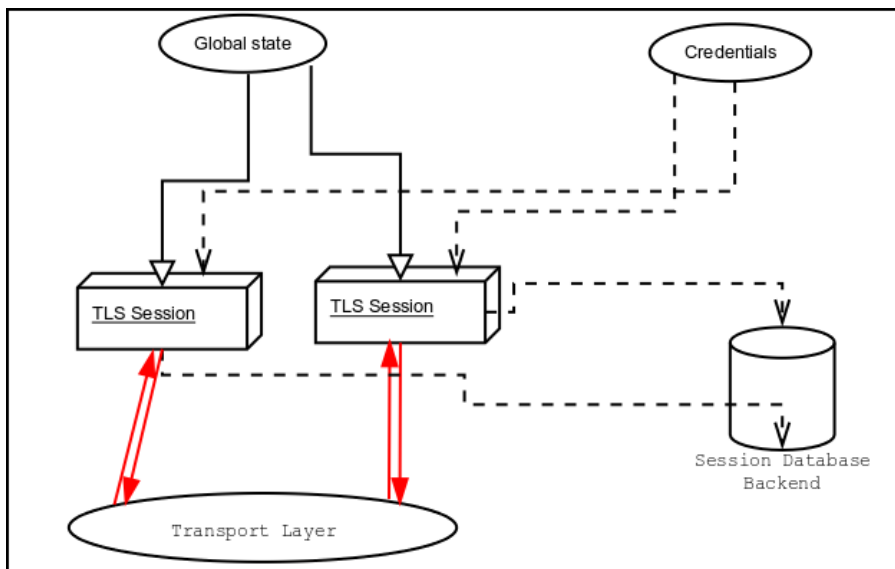 Global state
Credentials
TLS Session
TLS Session
Session Database
Backend
Transport Layer